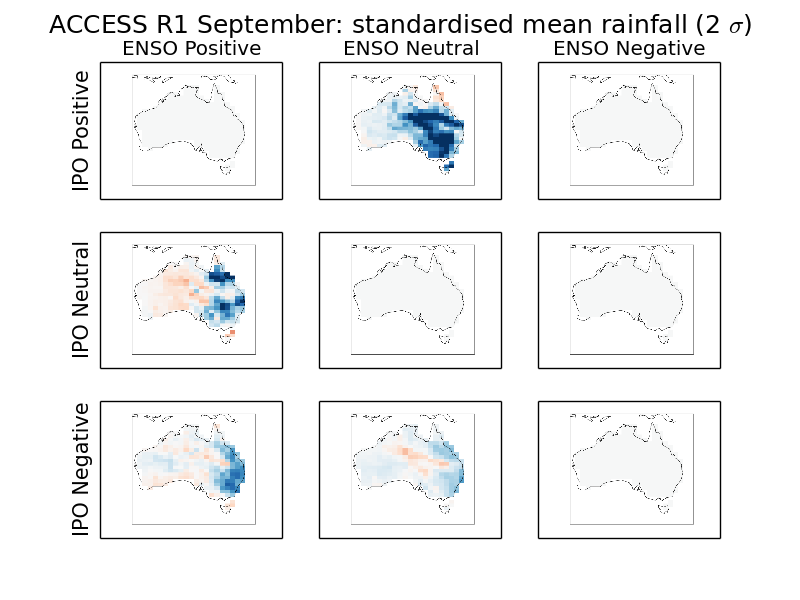 ACCESS R1 September: standardised mean rainfall (2 σ)
ENSO Positive ENSO Neutral ENSO Negative
IPO Positive
IPO Neutral
IPO Negative